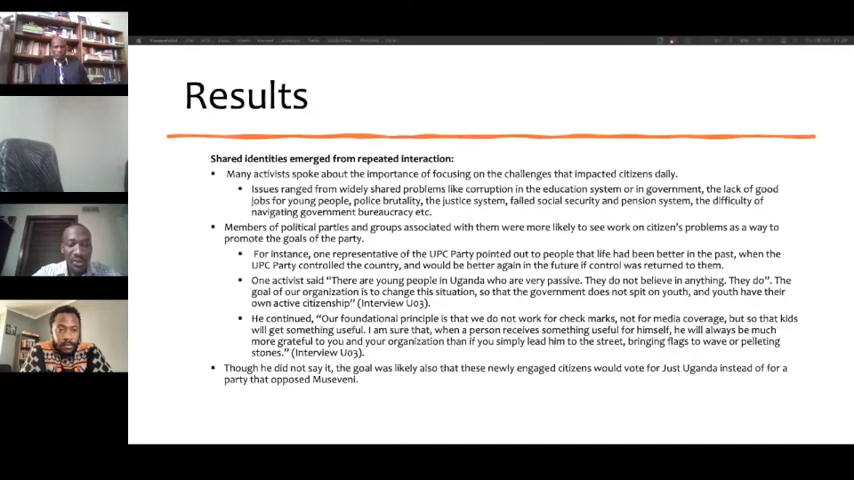 Results
Shared identities emerged from repeated interaction:
▪ Many activists spoke about the importance of focusing on the challenges that impacted citizens daily.
▪ Issues ranged from widely shared problems like corruption in the education system or in government, the lack of good
jobs for young people, police brutality, the justice system, failed social security and pension system, the difficulty of
navigating government bureaucracy etc.
▪ Members of political parties and groups associated with them were more likely to see work on citizen's problems as a way to
promote the goals of the party.
▪ For instance, one representative of the UPC Party pointed out to people that life had been better in the past, when the
UPC Party controlled the country, and would be better again in the future if control was returned to them.
▪ One activist said "There are young people in Uganda who are very passive. They do not believe in anything. They do". The
goal of our organization is to change this situation, so that the government does not spit on youth, and youth have their
own active citizenship" (Interview U03).
▪ He continued, "Our foundational principle is that we do not work for check marks, not for media coverage, but so that kids
will get something useful. I am sure that, when a person receives something useful for himself, he will always be much
more grateful to you and your organization than if you simply lead him to the street, bringing flags to wave or pelleting
stones." (Interview U03).
▪ Though he did not say it, the goal was likely also that these newly engaged citizens would vote for Just Uganda instead of for a
party that opposed Museveni.